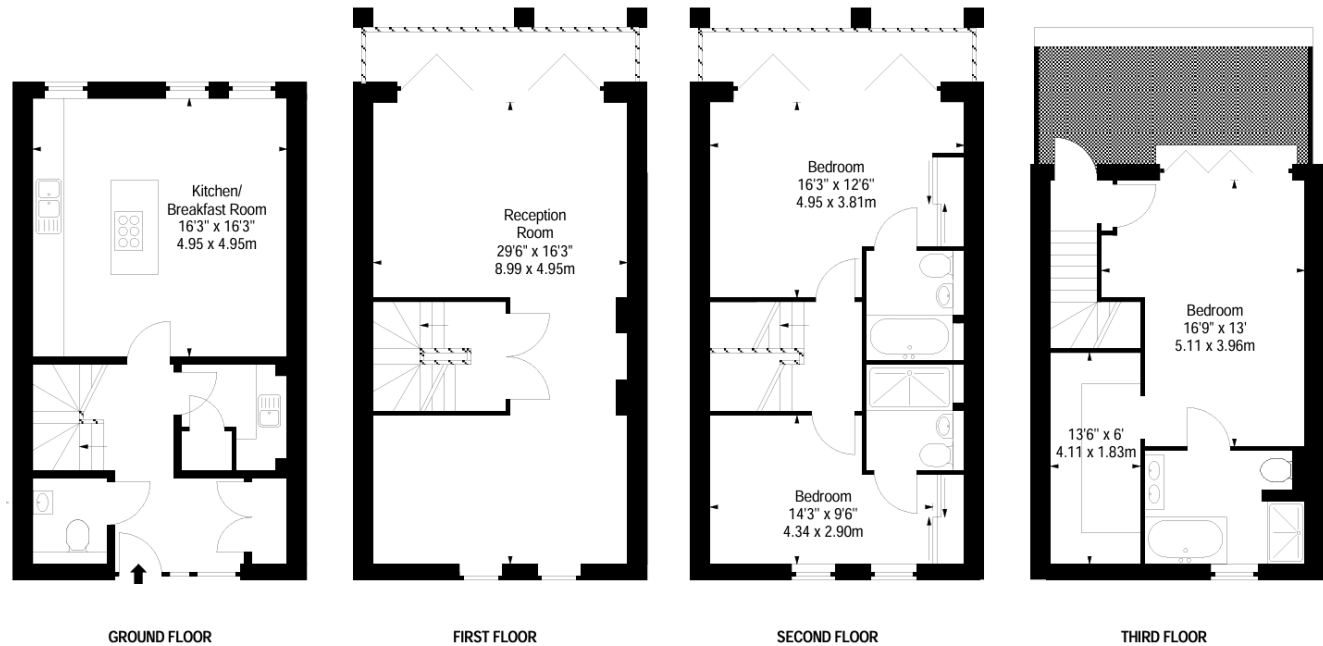 Kitchen/
Breakfast Room
16'3" x 16'3"
4.95 x 4.95m
Reception
Room
29'6" x 16'3"
8.99 x 4.95m
Bedroom
16'3" x 12'6"
4.95 x 3.81m
Bedroom
14'3" x 9'6"
4.34 x 2.90m
Bedroom
16'9" x 13'
5.11 x 3.96m
13'6" x 6'
4.11 x 1.83m
GROUND FLOOR
FIRST FLOOR
SECOND FLOOR
THIRD FLOOR